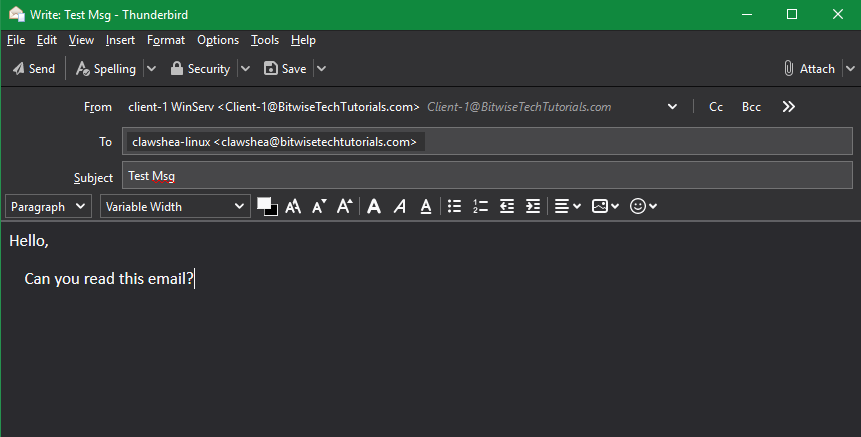 Write: Test Msg - Thunderbird
File Edit View Insert Format Options Tools Help
Send Spelling Security Save Attach
From client-1 WinServ <Client-1@BitwiseTechTutorials.com> Client-1@BitwiseTechTutorials.com Cc Bcc
To clawshea-linux <clawshea@bitwisetechtutorials.com>
Subject Test Msg
Paragraph Variable Width
Hello,
Can you read this email?